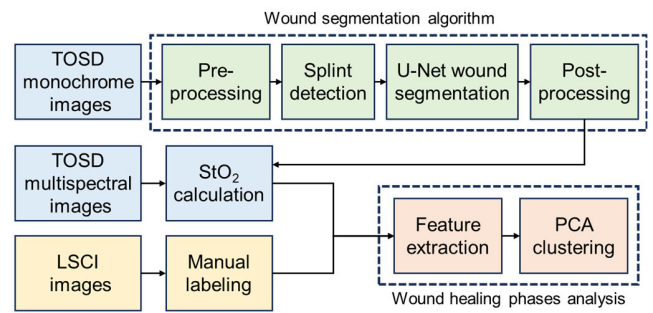 Wound segmentation algorithm
TOSD
monochrome
images
Pre-
processing
Splint
detection
U-Net wound
segmentation
Post-
processing
TOSD
multispectral
images
StO₂
calculation
LSCI
images
Manual
labeling
Feature
extraction
PCA
clustering
Wound healing phases analysis